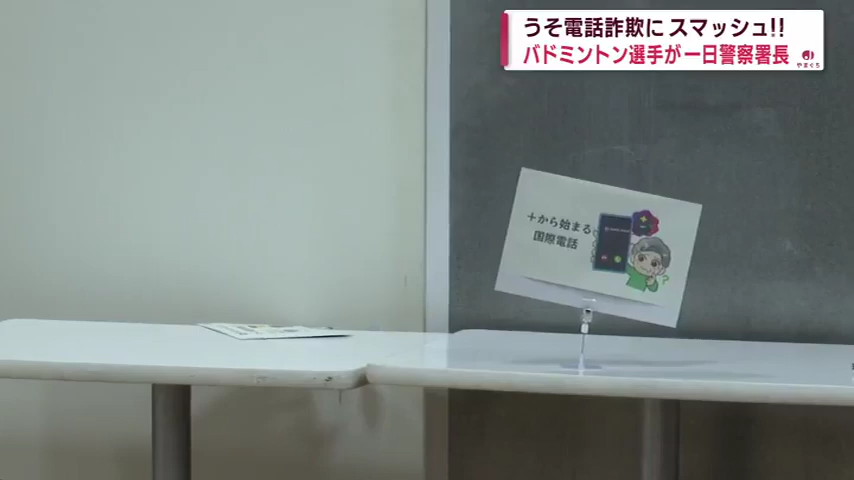 うそ電話詐欺に スマッシュ!!
バドミントン選手が一日警察署長
やまぐち
+から始まる
国際電話
?